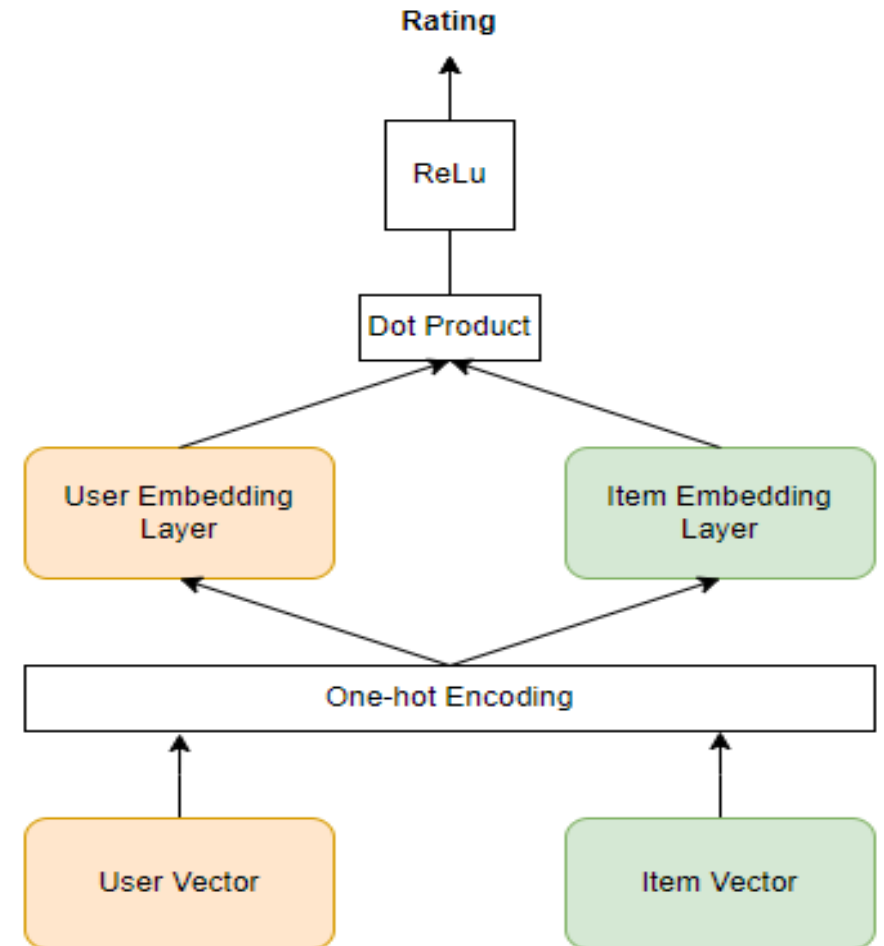 Rating
ReLu
Dot Product
User Embedding
Layer
Item Embedding
Layer
One-hot Encoding
User Vector
Item Vector